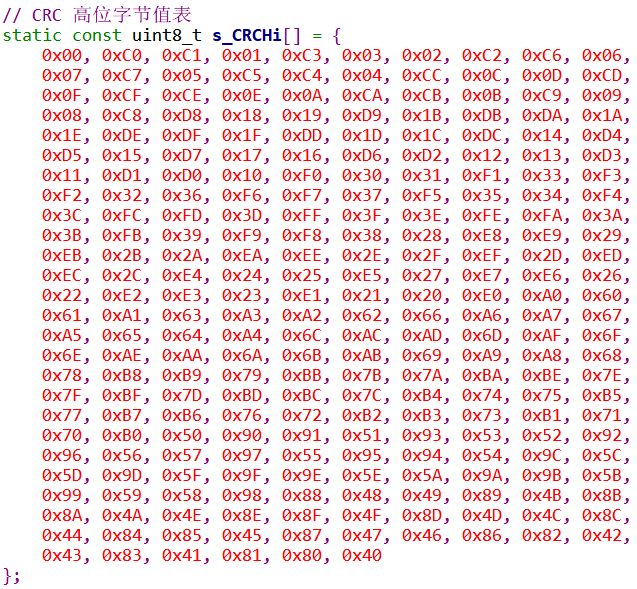 // CRC 高位字节值表
static const uint8_t s_CRCHi[] = {
0x00, 0xC0, 0xC1, 0x01, 0xC3, 0x03, 0x02, 0xC2, 0xC6, 0x06,
0x07, 0xC7, 0x05, 0xC5, 0xC4, 0x04, 0xCC, 0x0C, 0x0D, 0xCD,
0x0F, 0xCF, 0xCE, 0x0E, 0x0A, 0xCA, 0xCB, 0x0B, 0xC9, 0x09,
0x08, 0xC8, 0xD8, 0x18, 0x19, 0xD9, 0x1B, 0xDB, 0xDA, 0x1A,
0x1E, 0xDE, 0xDF, 0x1F, 0xDD, 0x1D, 0x1C, 0xDC, 0x14, 0xD4,
0xD5, 0x15, 0xD7, 0x17, 0x16, 0xD6, 0xD2, 0x12, 0x13, 0xD3,
0x11, 0xD1, 0xD0, 0x10, 0xF0, 0x30, 0x31, 0xF1, 0x33, 0xF3,
0xF2, 0x32, 0x36, 0xF6, 0xF7, 0x37, 0xF5, 0x35, 0x34, 0xF4,
0x3C, 0xFC, 0xFD, 0x3D, 0xFF, 0x3F, 0x3E, 0xFE, 0xFA, 0x3A,
0x3B, 0xFB, 0x39, 0xF9, 0xF8, 0x38, 0x28, 0xE8, 0xE9, 0x29,
0xEB, 0x2B, 0x2A, 0xEA, 0xEE, 0x2E, 0x2F, 0xEF, 0x2D, 0xED,
0xEC, 0x2C, 0xE4, 0x24, 0x25, 0xE5, 0x27, 0xE7, 0xE6, 0x26,
0x22, 0xE2, 0xE3, 0x23, 0xE1, 0x21, 0x20, 0xE0, 0xA0, 0x60,
0x61, 0xA1, 0x63, 0xA3, 0xA2, 0x62, 0x66, 0xA6, 0xA7, 0x67,
0xA5, 0x65, 0x64, 0xA4, 0x6C, 0xAC, 0xAD, 0x6D, 0xAF, 0x6F,
0x6E, 0xAE, 0xAA, 0x6A, 0x6B, 0xAB, 0x69, 0xA9, 0xA8, 0x68,
0x78, 0xB8, 0xB9, 0x79, 0xBB, 0x7B, 0x7A, 0xBA, 0xBE, 0x7E,
0x7F, 0xBF, 0x7D, 0xBD, 0xBC, 0x7C, 0xB4, 0x74, 0x75, 0xB5,
0x77, 0xB7, 0xB6, 0x76, 0x72, 0xB2, 0xB3, 0x73, 0xB1, 0x71,
0x70, 0xB0, 0x50, 0x90, 0x91, 0x51, 0x93, 0x53, 0x52, 0x92,
0x96, 0x56, 0x57, 0x97, 0x55, 0x95, 0x94, 0x54, 0x9C, 0x5C,
0x5D, 0x9D, 0x5F, 0x9F, 0x9E, 0x5E, 0x5A, 0x9A, 0x9B, 0x5B,
0x99, 0x59, 0x58, 0x98, 0x88, 0x48, 0x49, 0x89, 0x4B, 0x8B,
0x8A, 0x4A, 0x4E, 0x8E, 0x8F, 0x4F, 0x8D, 0x4D, 0x4C, 0x8C,
0x44, 0x84, 0x85, 0x45, 0x87, 0x47, 0x46, 0x86, 0x82, 0x42,
0x43, 0x83, 0x41, 0x81, 0x80, 0x40
};